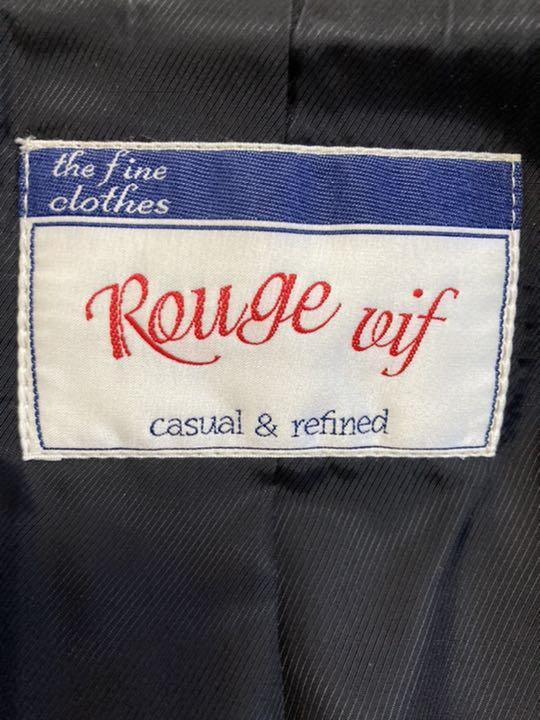 the fine
clothes
Rouge vif
casual & refined